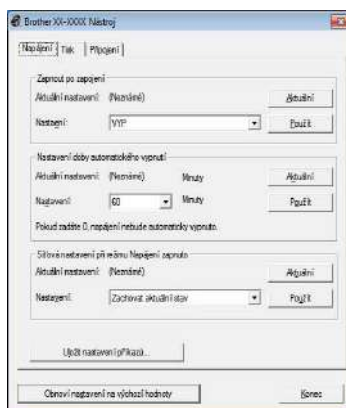 Brother XX-XXXX Nástroj
Napájení Tisk Připojení
Zapnout po zapojení
Aktuální nastavení: (Neznámé) Aktuální
Nastavení: VYP Použít
Nastavení doby automatického vypnutí
Aktuální nastavení: (Neznámé) Minuty Aktuální
Nastavení: 60 Minuty Použít
Pokud zadáte 0, napájení nebude automaticky vypnuto.
Síťová nastavení při režimu Napájení zapnuto
Aktuální nastavení: (Neznámé) Aktuální
Nastavení: Zachovat aktuální stav Použít
Uložit nastavení příkazů...
Obnoví nastavení na výchozí hodnoty Konec